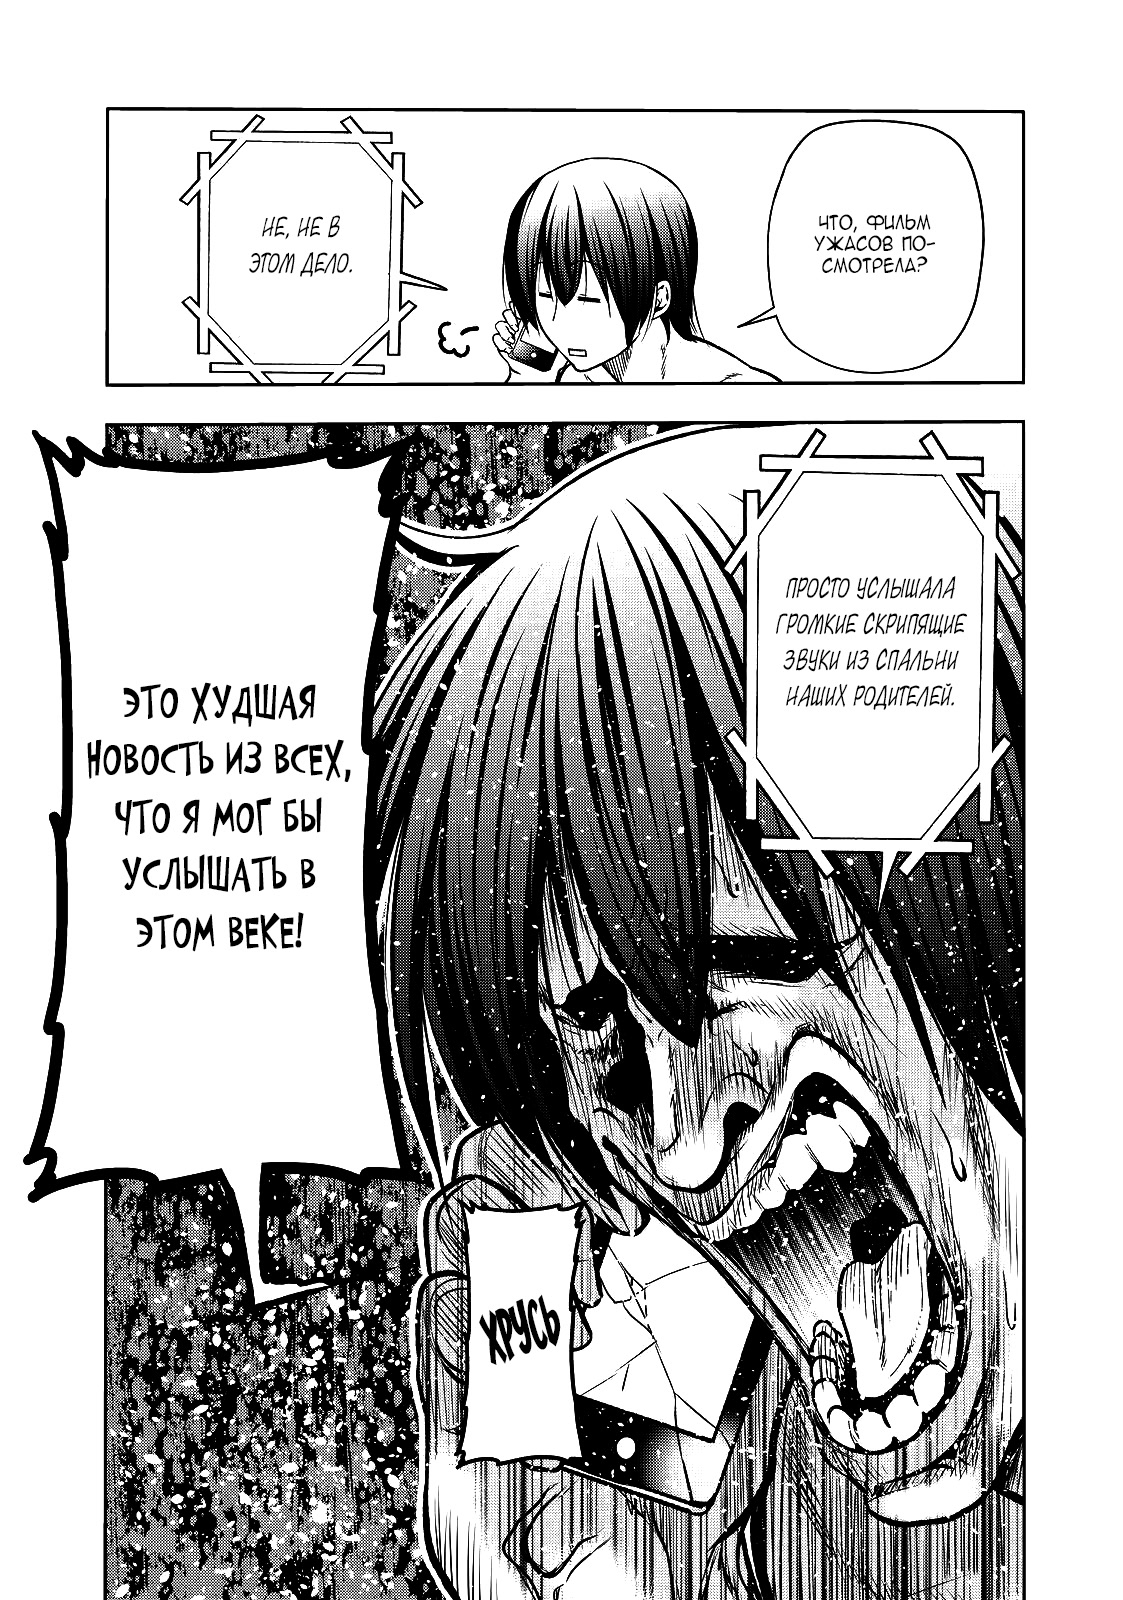 ЧТО, ФИЛЬМ
УЖАСОВ ПО-
СМОТРЕЛА?
НЕ, НЕ В
ЭТОМ ДЕЛО.
ПРОСТО УСЛЫШАЛА
ГРОМКИЕ СКРИПЯЩИЕ
ЗВУКИ ИЗ СПАЛЬНИ
НАШИХ РОДИТЕЛЕЙ.
ЭТО ХУДШАЯ
НОВОСТЬ ИЗ ВСЕХ,
ЧТО Я МОГ БЫ
УСЛЫШАТЬ В
ЭТОМ ВЕКЕ!
ХРУСЬ